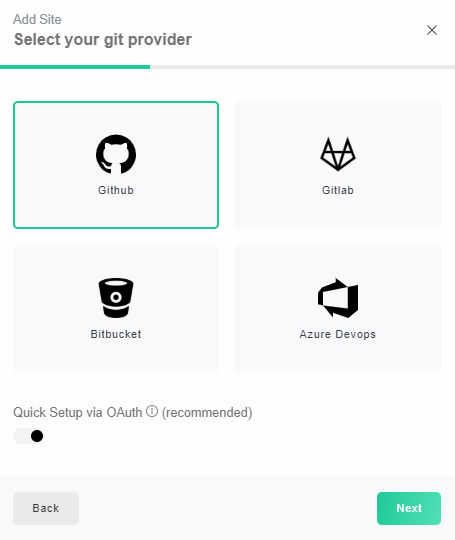 Add Site
Select your git provider
Github
Gitlab
Bitbucket
Azure Devops
Quick Setup via OAuth (recommended)
Back
Next